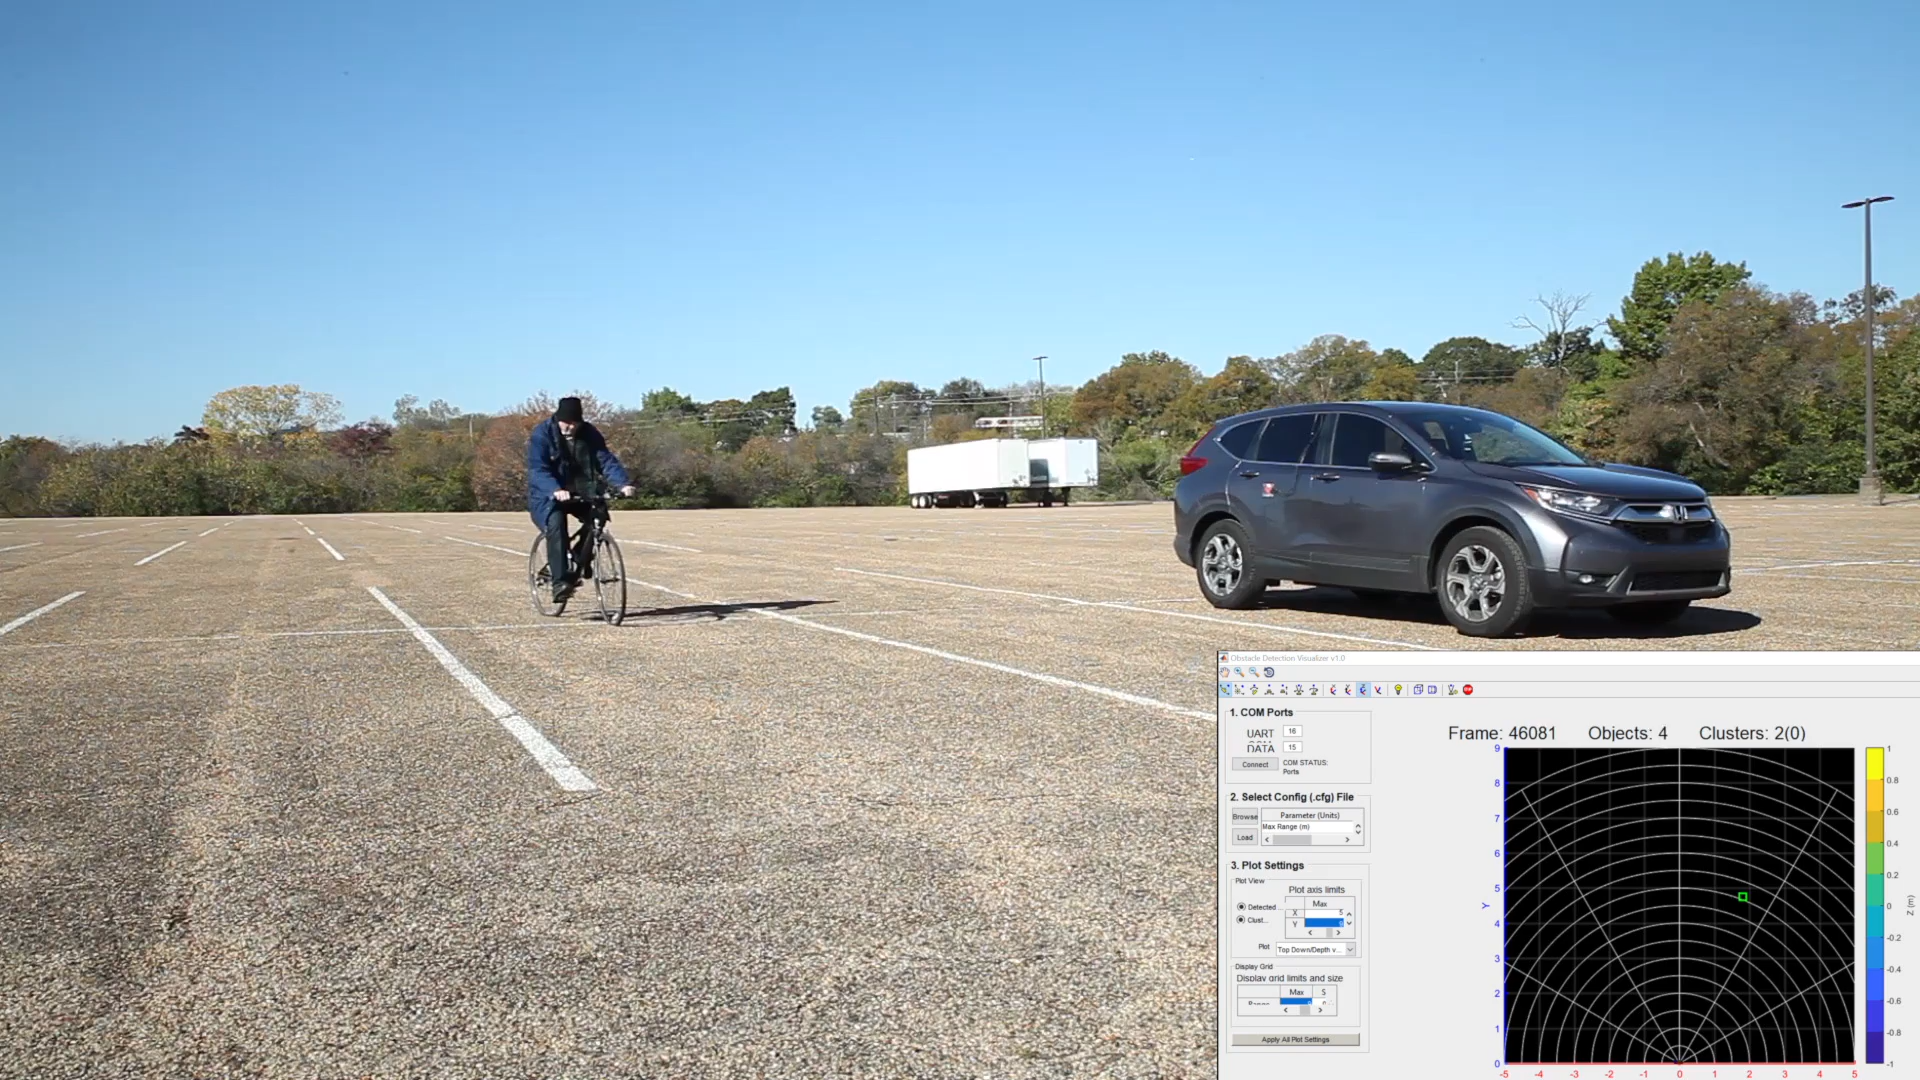 Obstacle Detection Visualizer v1.0
1. COM Ports
UART 16
DATA 15
Connect
COM STATUS:
Ports
2. Select Config (.cfg) File
Browse
Load
Parameter (Units)
Max Range (m)
3. Plot Settings
Plot View
Plot axis limits
Max
Detected
X 5
Clust...
Y
Plot
Top Down/Depth v...
Display Grid
Display grid limits and size
Max S
Apply All Plot Settings
Frame: 46081 Objects: 4 Clusters: 2(0)
9
8
7
6
5
4
3
2
1
0
Y
-5 -4 -3 -2 -1 0 1 2 3 4 5
1
0.8
0.6
0.4
0.2
0
-0.2
-0.4
-0.6
-0.8
-1
Z (m)